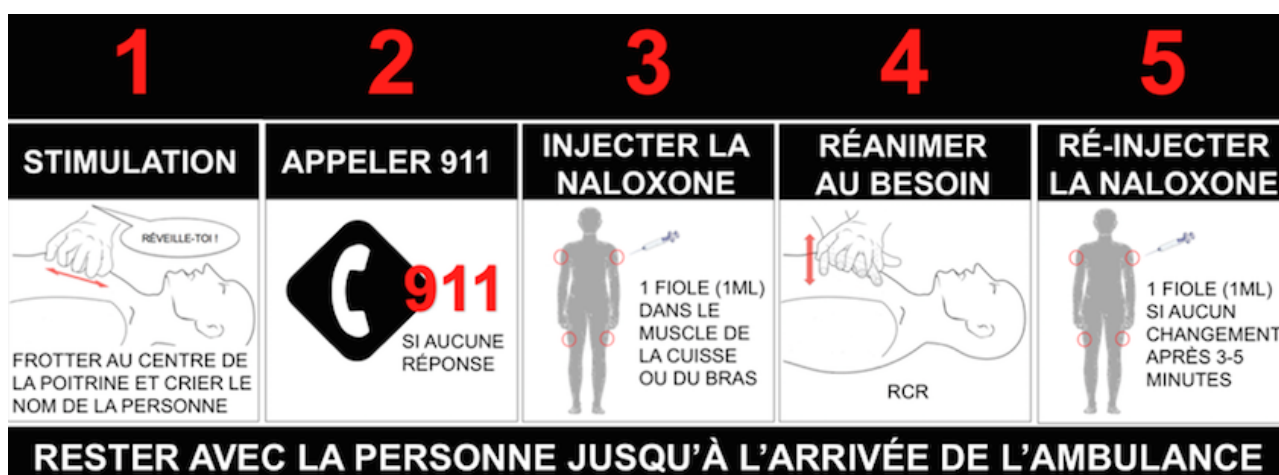 1
2
3
4
5
STIMULATION
APPELER 911
INJECTER LA
NALOXONE
RÉANIMER
AU BESOIN
RÉ-INJECTER
LA NALOXONE
RÉVEILLE-TOI !
FROTTER AU CENTRE DE
LA POITRINE ET CRIER LE
NOM DE LA PERSONNE
911
SI AUCUNE
RÉPONSE
1 FIOLE (1ML)
DANS LE
MUSCLE DE
LA CUISSE
OU DU BRAS
RCR
1 FIOLE (1ML)
SI AUCUN
CHANGEMENT
APRÈS 3-5
MINUTES
RESTER AVEC LA PERSONNE JUSQU'À L'ARRIVÉE DE L'AMBULANCE